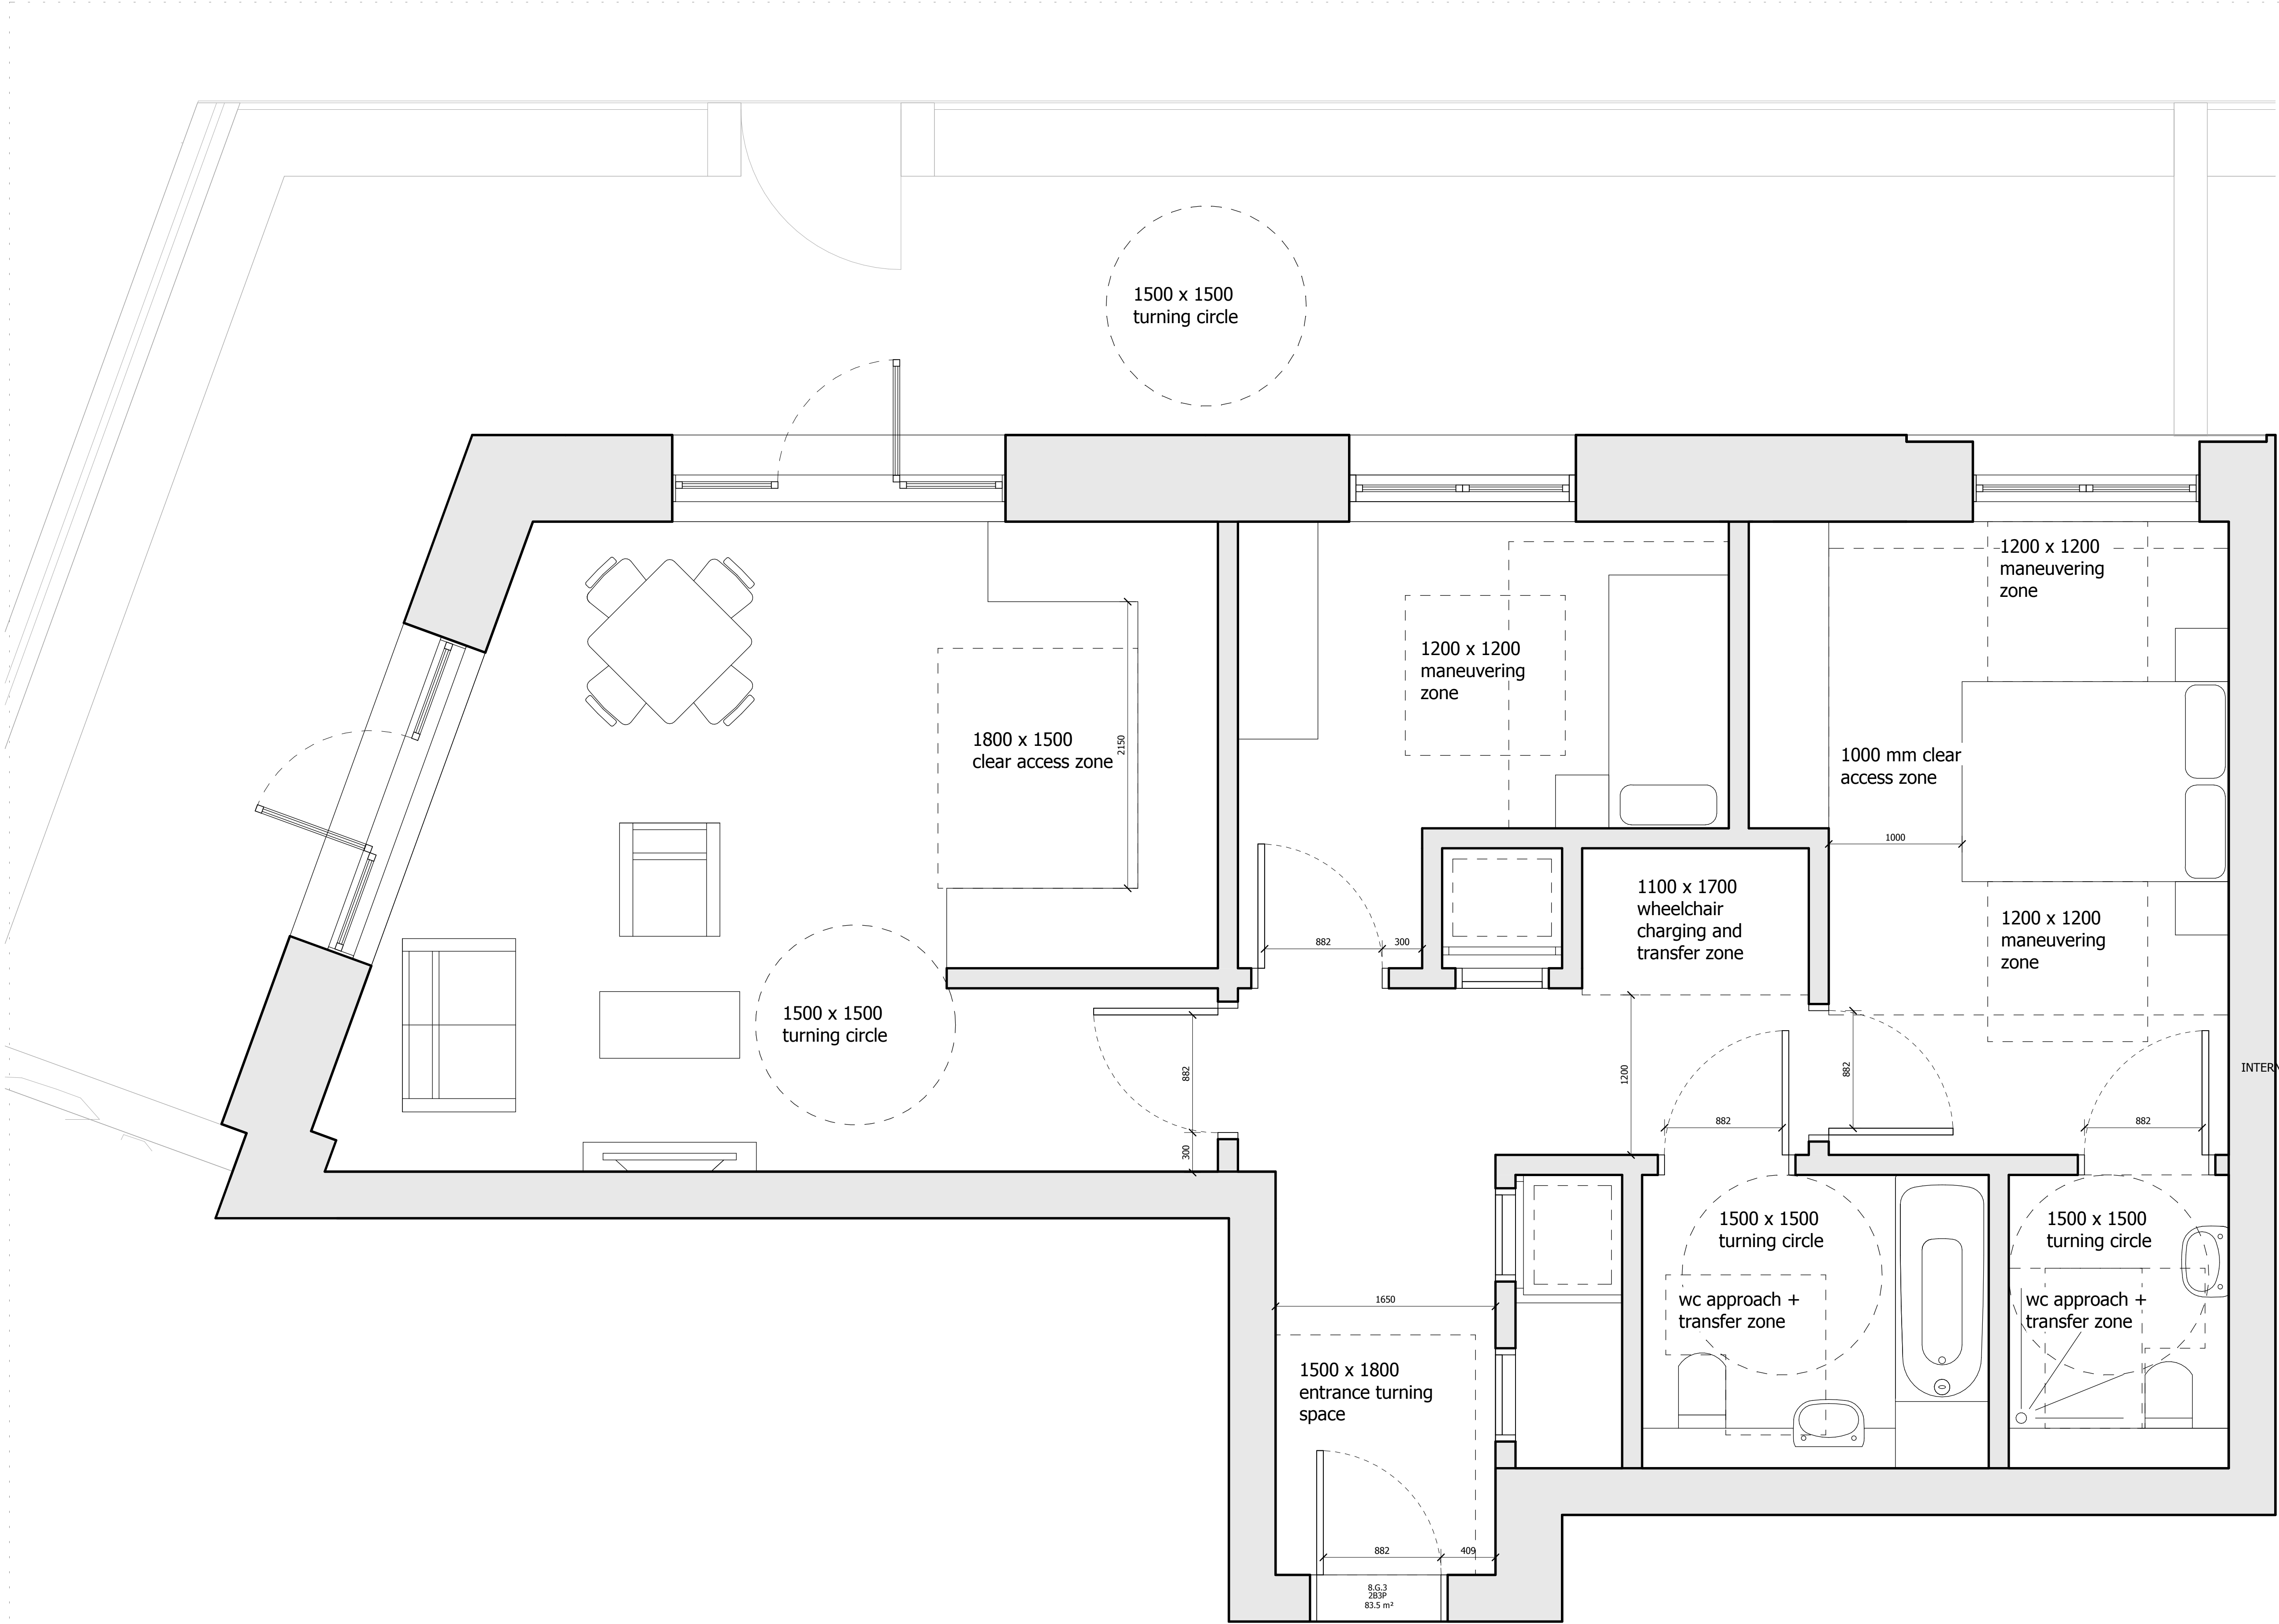 1500 x 1500
turning circle
1200 x 1200
maneuvering
zone
1200 x 1200
maneuvering
zone
1800 x 1500
clear access zone
2150
1000 mm clear
access zone
1000
1100 x 1700
wheelchair
charging and
transfer zone
1200 x 1200
maneuvering
zone
882
300
1500 x 1500
turning circle
882
300
1200
882
882
882
INTERN
1500 x 1500
turning circle
1500 x 1500
turning circle
wc approach +
transfer zone
wc approach +
transfer zone
1650
1500 x 1800
entrance turning
space
882
409
8.G.3
2B3P
83.5 m²